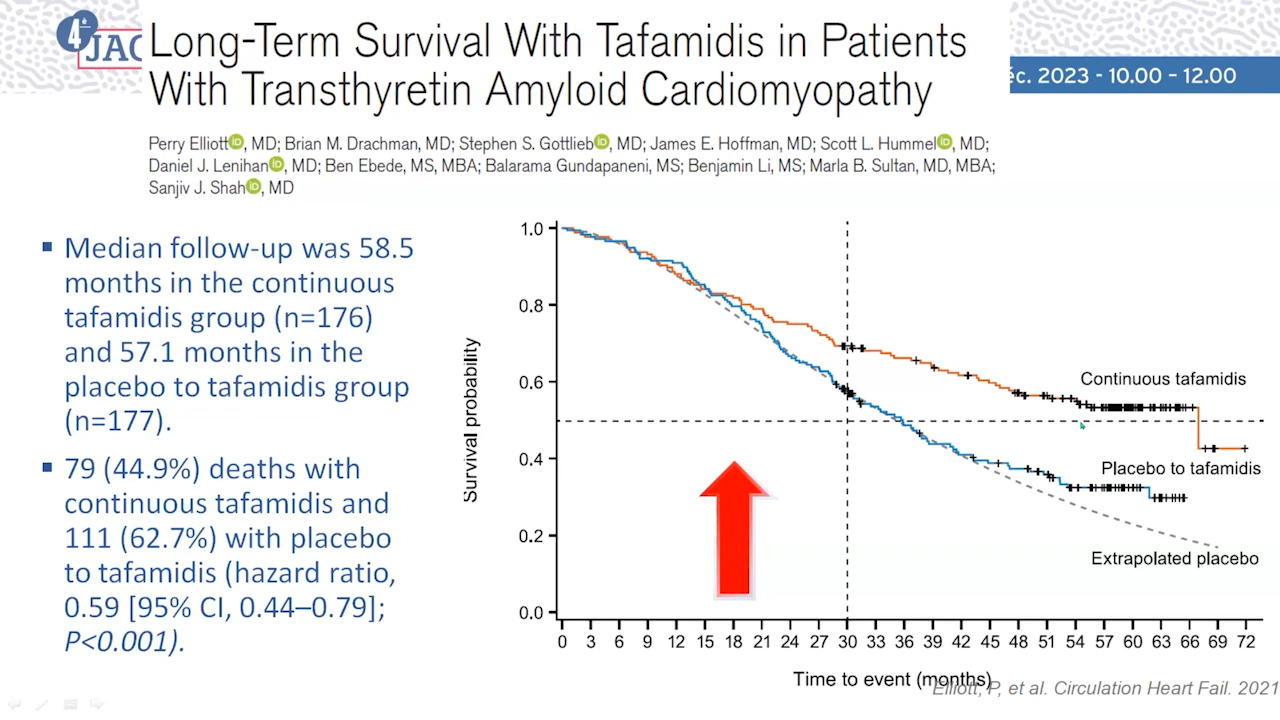 4
JAC
Long-Term Survival With Tafamidis in Patients
With Transthyretin Amyloid Cardiomyopathy
éc. 2023 - 10.00 - 12.00
Perry Elliott iD, MD; Brian M. Drachman, MD; Stephen S. Gottlieb iD, MD; James E. Hoffman, MD; Scott L. Hummel iD, MD;
Daniel J. Lenihan iD, MD; Ben Ebede, MS, MBA; Balarama Gundapaneni, MS; Benjamin Li, MS; Marla B. Sultan, MD, MBA;
Sanjiv J. Shah iD, MD
▪ Median follow-up was 58.5
months in the continuous
tafamidis group (n=176)
and 57.1 months in the
placebo to tafamidis group
(n=177).
▪ 79 (44.9%) deaths with
continuous tafamidis and
111 (62.7%) with placebo
to tafamidis (hazard ratio,
0.59 [95% CI, 0.44–0.79];
P<0.001).
Survival probability
1.0
0.8
0.6
0.4
0.2
0.0
Continuous tafamidis
Placebo to tafamidis
Extrapolated placebo
0 3 6 9 12 15 18 21 24 27 30 33 36 39 42 45 48 51 54 57 60 63 66 69 72
Time to event (months)
Elliott, P, et al. Circulation Heart Fail. 2021